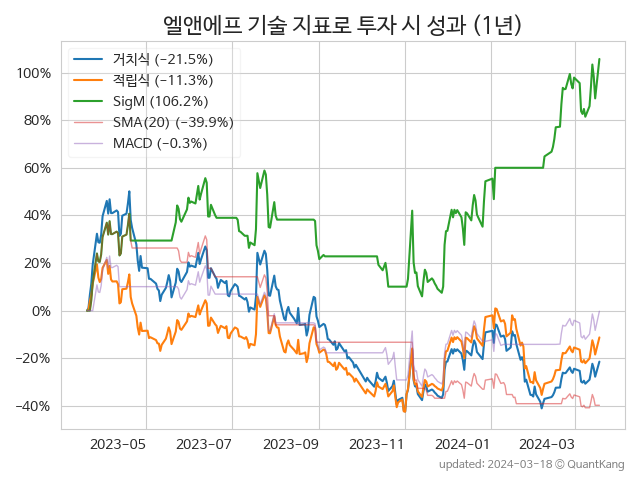 엘앤에프 기술 지표로 투자 시 성과 (1년)
거치식 (−21.5%)
적립식 (−11.3%)
SigM (106.2%)
SMA(20) (−39.9%)
MACD (−0.3%)
100%
80%
60%
40%
20%
0%
−20%
−40%
2023-05
2023-07
2023-09
2023-11
2024-01
2024-03
updated: 2024-03-18 © QuantKang